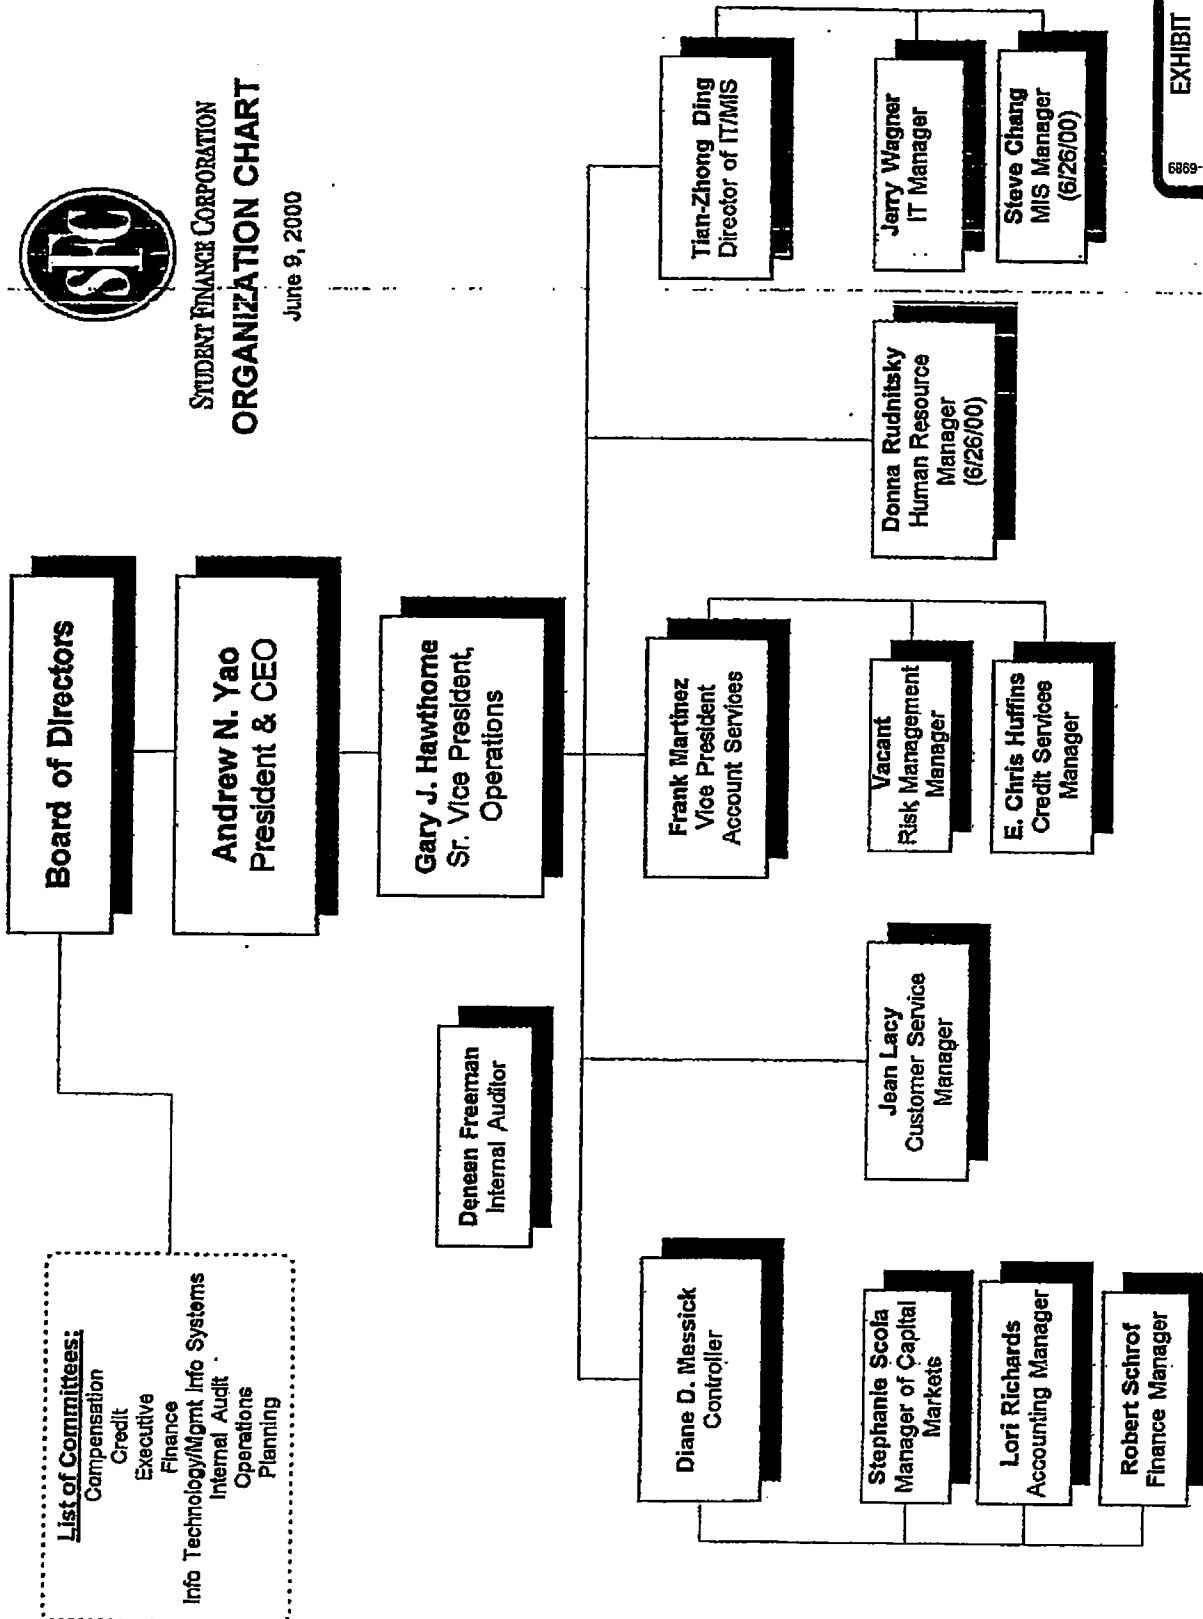 SFC
STUDENT FINANCE CORPORATION
ORGANIZATION CHART
June 9, 2000
List of Committees:
Compensation
Credit
Executive
Finance
Info Technology/Mgmt Info Systems
Internal Audit
Operations
Planning
Board of Directors
Andrew N. Yao
President & CEO
Gary J. Hawthorne
Sr. Vice President,
Operations
Deneen Freeman
Internal Auditor
Diane D. Messick
Controller
Stephanie Scola
Manager of Capital
Markets
Lori Richards
Accounting Manager
Robert Schrof
Finance Manager
Jean Lacy
Customer Service
Manager
Frank Martinez
Vice President
Account Services
Vacant
Risk Management
Manager
E. Chris Huffins
Credit Services
Manager
Donna Rudnitsky
Human Resource
Manager
(6/26/00)
Tian-Zhong Ding
Director of IT/MIS
Jerry Wagner
IT Manager
Steve Chang
MIS Manager
(6/26/00)
EXHIBIT
6869-